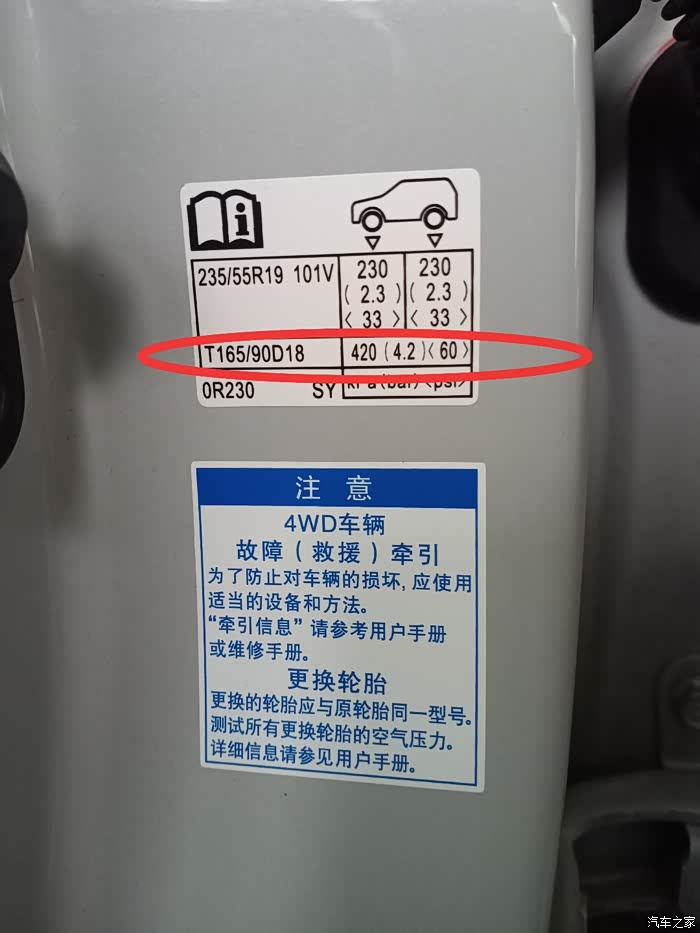 235/55R19 101V 230 230
( 2.3 ) ( 2.3 )
< 33 > < 33 >
T165/90D18 420 ( 4.2 )< 60 >
0R230 SY kPa(bar)<psi>
注 意
4WD车辆
故障（救援）牵引
为了防止对车辆的损坏,应使用
适当的设备和方法。
“牵引信息”请参考用户手册
或维修手册。
更换轮胎
更换的轮胎应与原轮胎同一型号。
测试所有更换轮胎的空气压力。
详细信息请参见用户手册。
汽车之家